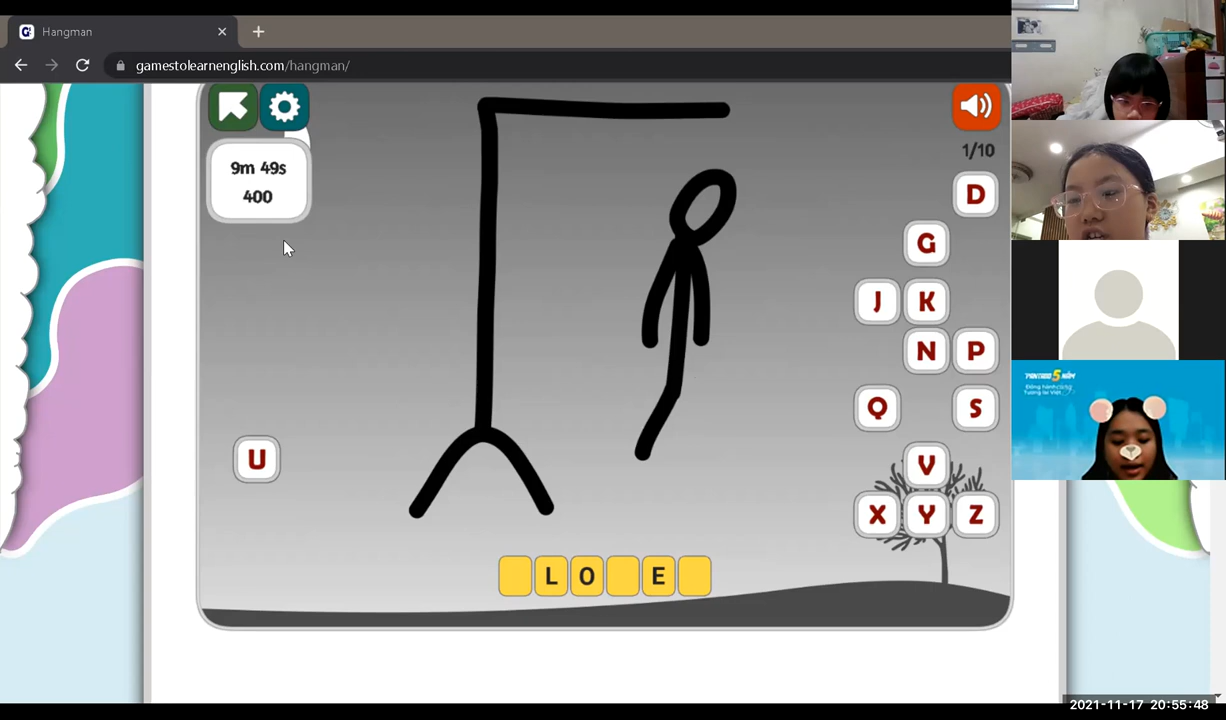 Hangman
gamestolearnenglish.com/hangman/
9m 49s
400
1/10
D
G
J K
N P
Q S
U
V
X Y Z
L O E
2021-11-17 20:55:48